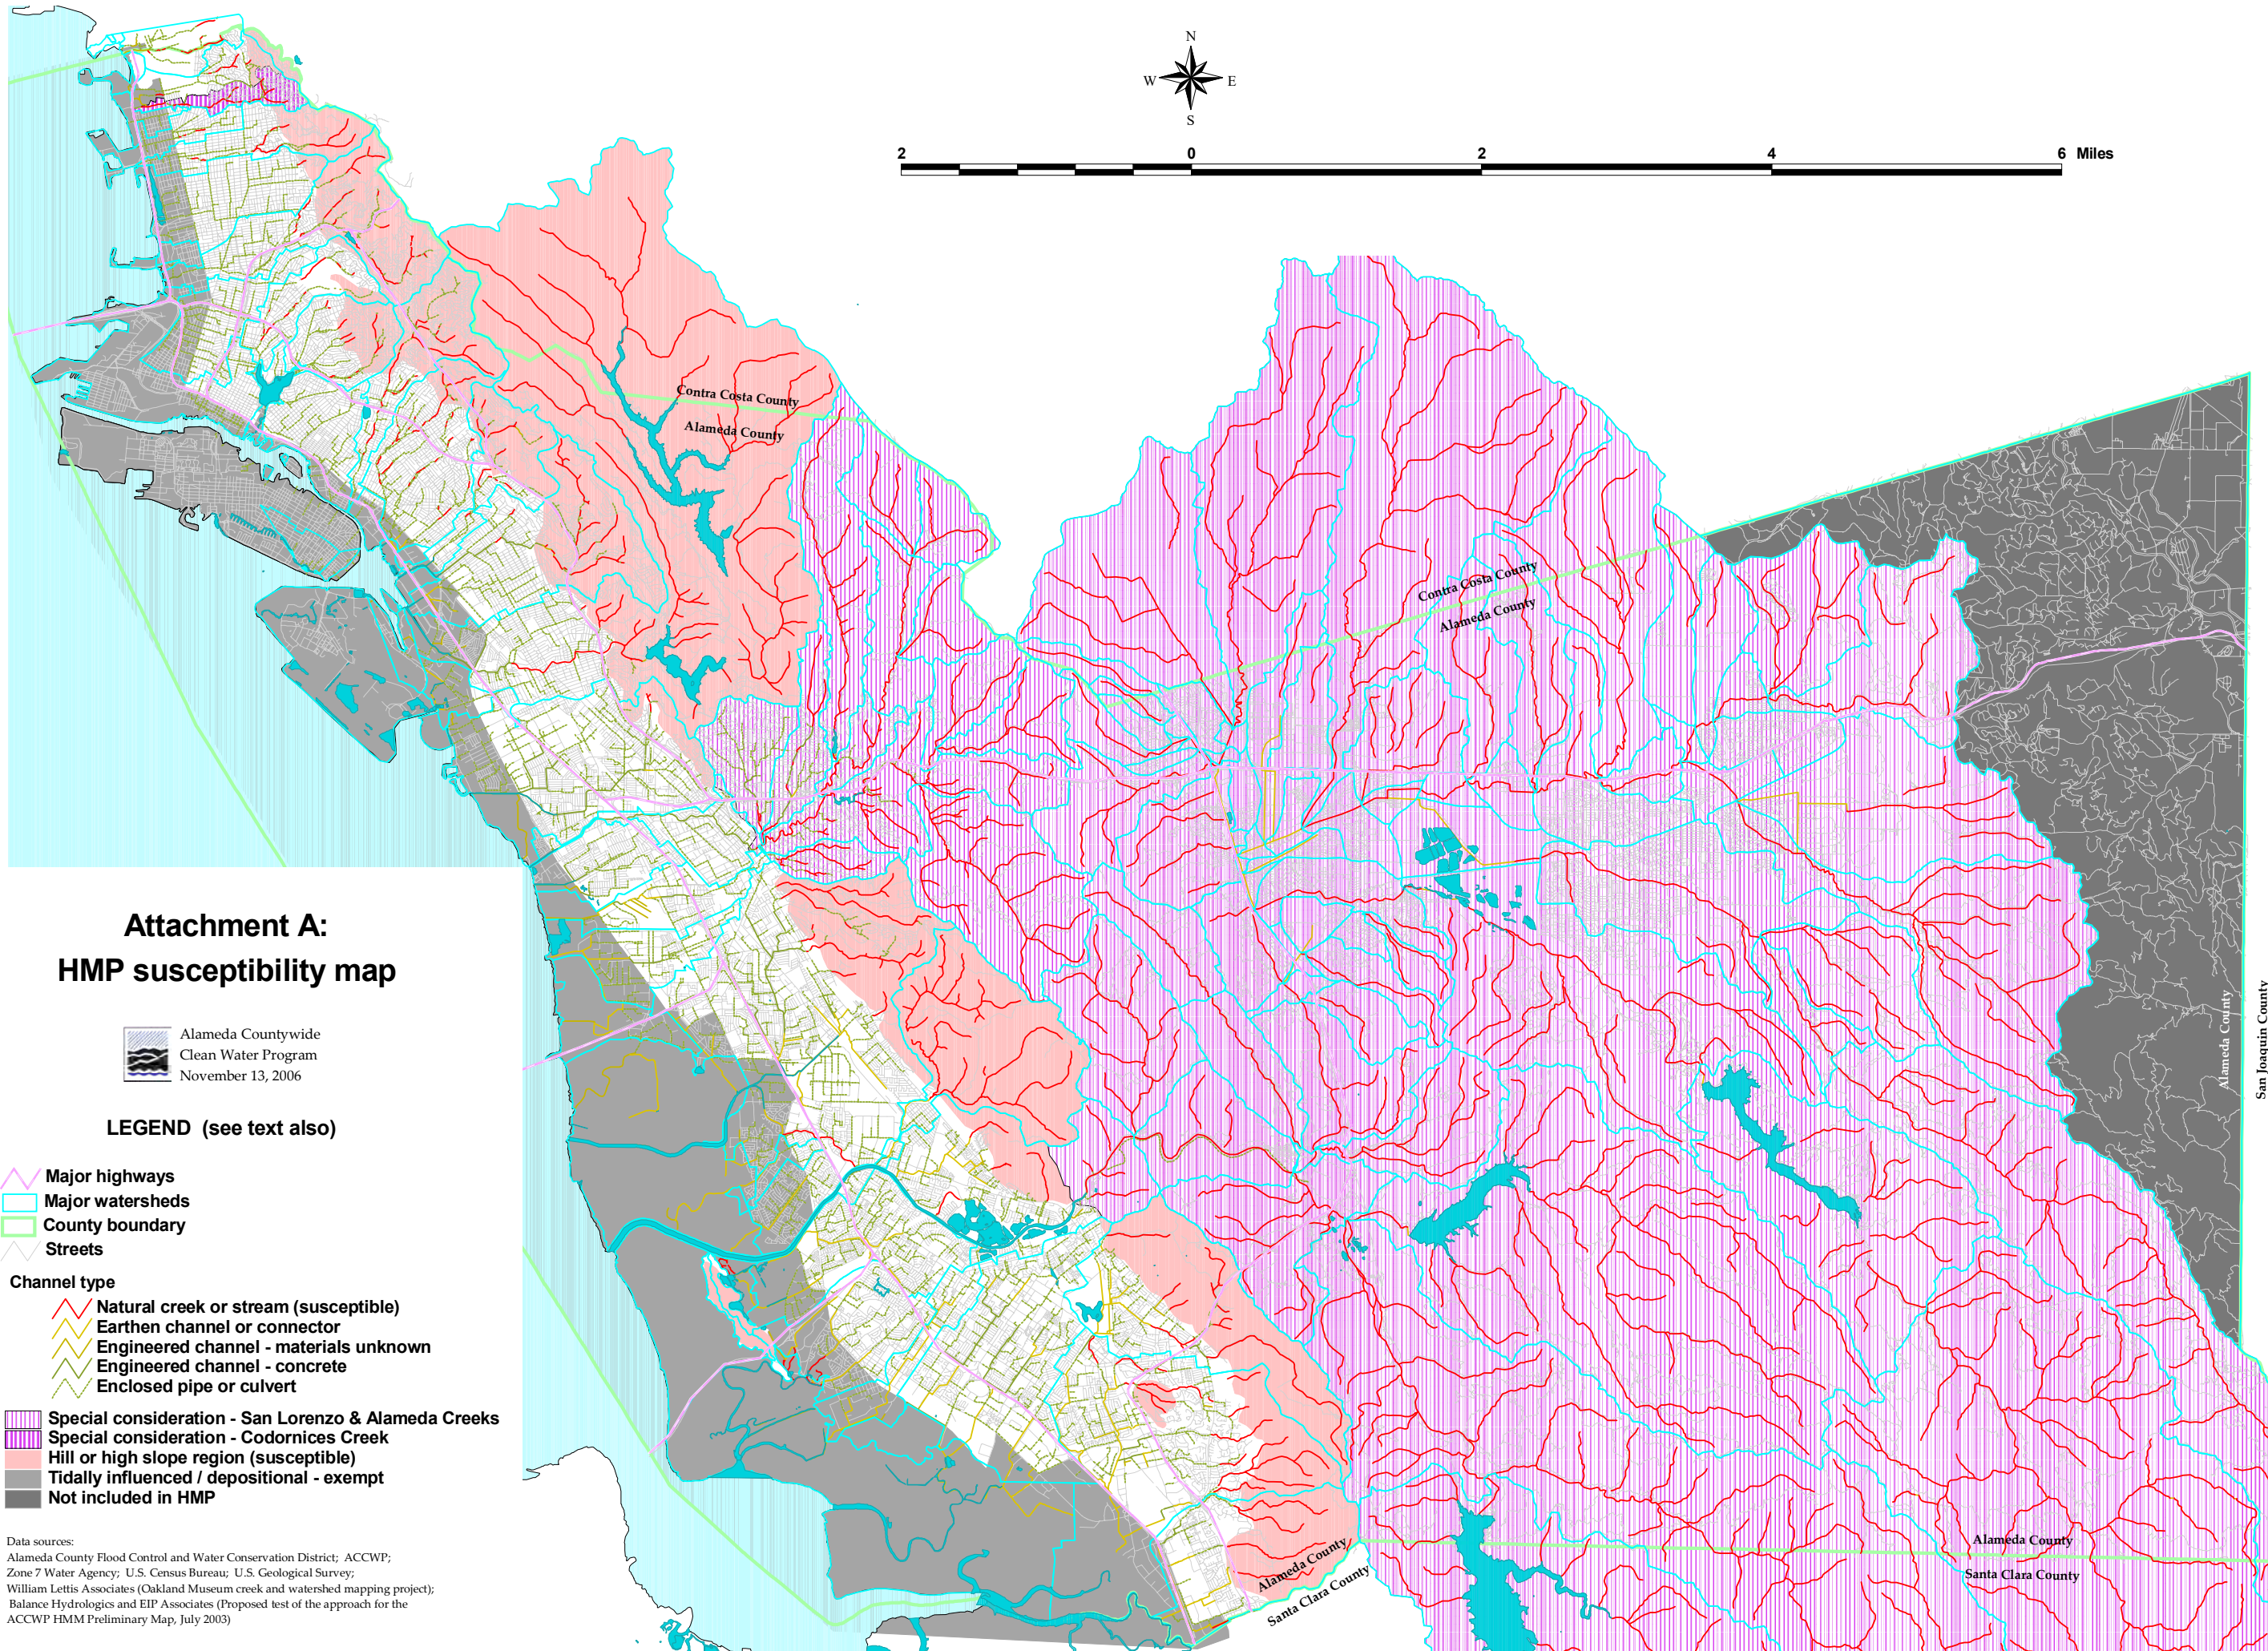 N
W E
S
2 0 2 4 6 Miles
Contra Costa County
Alameda County
Contra Costa County
Alameda County
Alameda County
San Joaquin County
Attachment A:
HMP susceptibility map
Alameda Countywide
Clean Water Program
November 13, 2006
LEGEND (see text also)
Major highways
Major watersheds
County boundary
Streets
Channel type
Natural creek or stream (susceptible)
Earthen channel or connector
Engineered channel - materials unknown
Engineered channel - concrete
Enclosed pipe or culvert
Special consideration - San Lorenzo & Alameda Creeks
Special consideration - Codornices Creek
Hill or high slope region (susceptible)
Tidally influenced / depositional - exempt
Not included in HMP
Data sources:
Alameda County Flood Control and Water Conservation District; ACCWP;
Zone 7 Water Agency; U.S. Census Bureau; U.S. Geological Survey;
William Lettis Associates (Oakland Museum creek and watershed mapping project);
Balance Hydrologics and EIP Associates (Proposed test of the approach for the
ACCWP HMM Preliminary Map, July 2003)
Alameda County
Santa Clara County
Alameda County
Santa Clara County